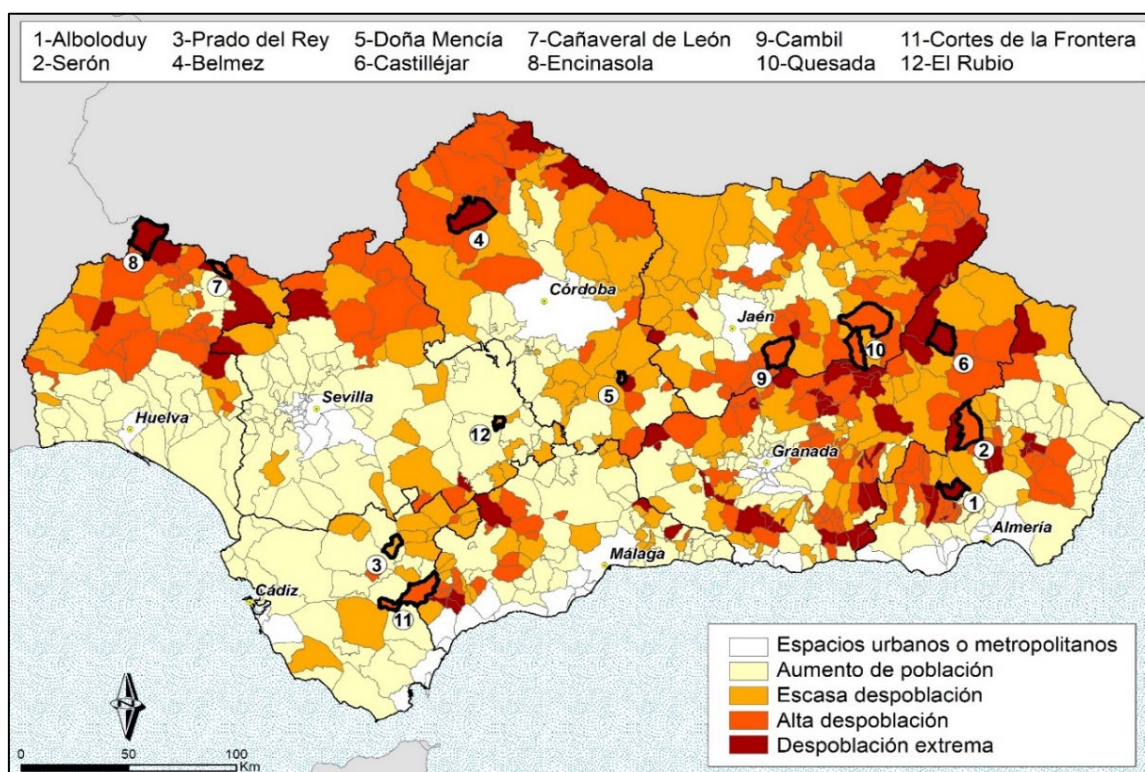 1-Alboloduy 3-Prado del Rey 5-Doña Mencía 7-Cañaveral de León 9-Cambil 11-Cortes de la Frontera
2-Serón 4-Belmez 6-Castilléjar 8-Encinasola 10-Quesada 12-El Rubio
8
7
4
Córdoba
Jaén
10
6
9
5
Huelva
Sevilla
12
2
Granada
1
Almería
3
Málaga
Cádiz
11
Espacios urbanos o metropolitanos
Aumento de población
Escasa despoblación
Alta despoblación
Despoblación extrema
N
0 50 100
Km